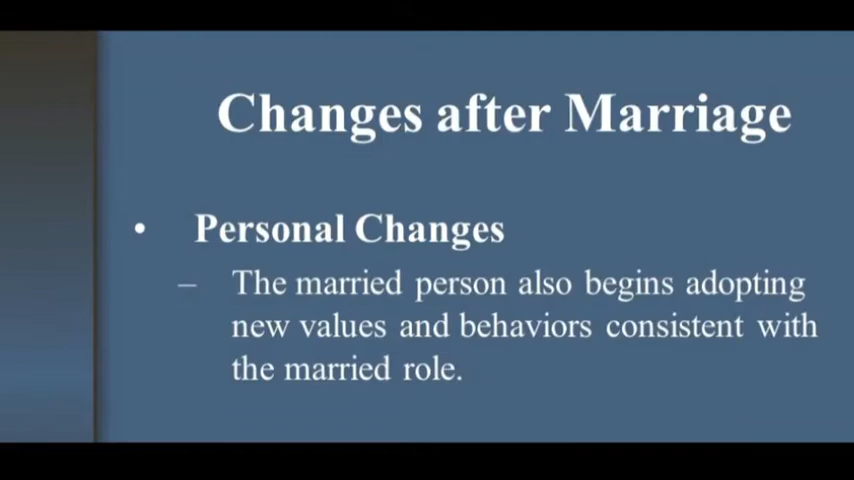 Changes after Marriage
• Personal Changes
– The married person also begins adopting
new values and behaviors consistent with
the married role.